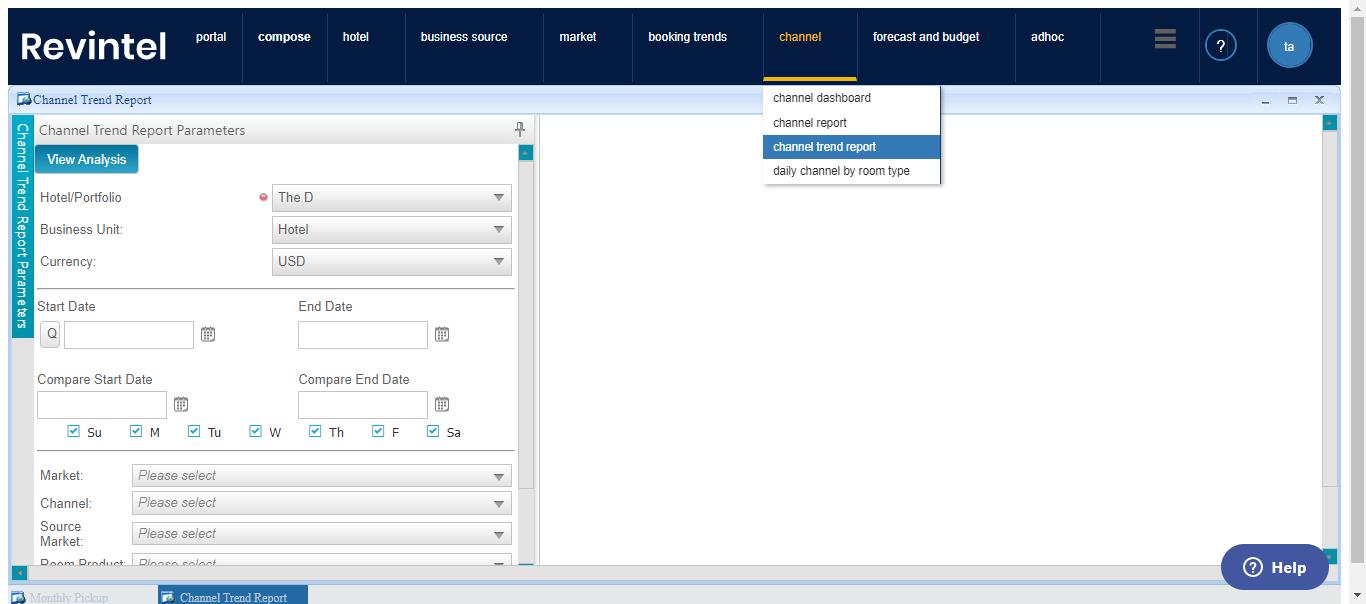 Revintel
portal
compose
hotel
business source
market
booking trends
channel
forecast and budget
adhoc
?
ta
Channel Trend Report
channel dashboard
channel report
channel trend report
daily channel by room type
Channel Trend Report Parameters
Channel Trend Report Parameters
View Analysis
Hotel/Portfolio
The D
Business Unit:
Hotel
Currency:
USD
Start Date
End Date
Q
Compare Start Date
Compare End Date
Su
M
Tu
W
Th
F
Sa
Market:
Please select
Channel:
Please select
Source
Market:
Please select
Room Product:
Please select
? Help
Monthly Pickup
Channel Trend Report